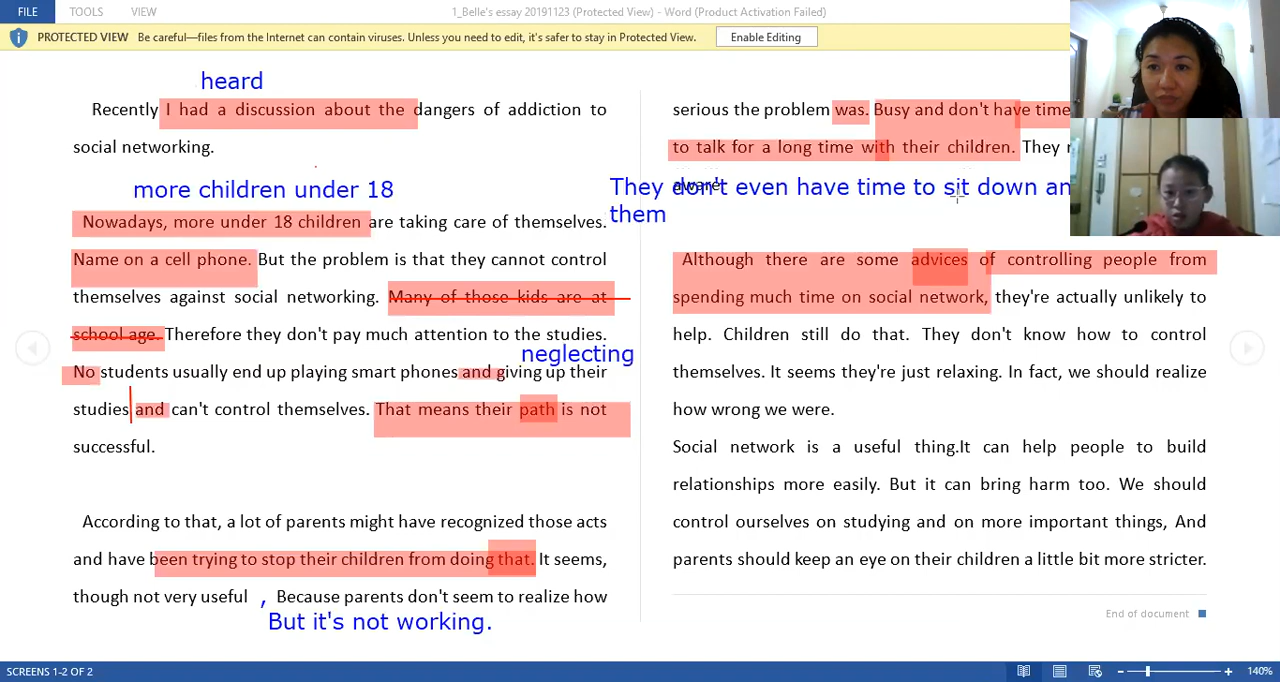 FILE TOOLS VIEW 1_Belle's essay 20191123 (Protected View) - Word (Product Activation Failed)
PROTECTED VIEW Be careful—files from the Internet can contain viruses. Unless you need to edit, it's safer to stay in Protected View. Enable Editing
heard
Recently I had a discussion about the dangers of addiction to
social networking.
more children under 18
Nowadays, more under 18 children are taking care of themselves.
Name on a cell phone. But the problem is that they cannot control
themselves against social networking. Many of those kids are at
school age. Therefore they don't pay much attention to the studies.
neglecting
No students usually end up playing smart phones and giving up their
studies and can't control themselves. That means their path is not
successful.
According to that, a lot of parents might have recognized those acts
and have been trying to stop their children from doing that. It seems,
though not very useful , Because parents don't seem to realize how
But it's not working.
serious the problem was. Busy and don't have time
to talk for a long time with their children. They
aware
They don't even have time to sit down an
them
Although there are some advices of controlling people from
spending much time on social network, they're actually unlikely to
help. Children still do that. They don't know how to control
themselves. It seems they're just relaxing. In fact, we should realize
how wrong we were.
Social network is a useful thing.It can help people to build
relationships more easily. But it can bring harm too. We should
control ourselves on studying and on more important things, And
parents should keep an eye on their children a little bit more stricter.
End of document
SCREENS 1-2 OF 2 140%